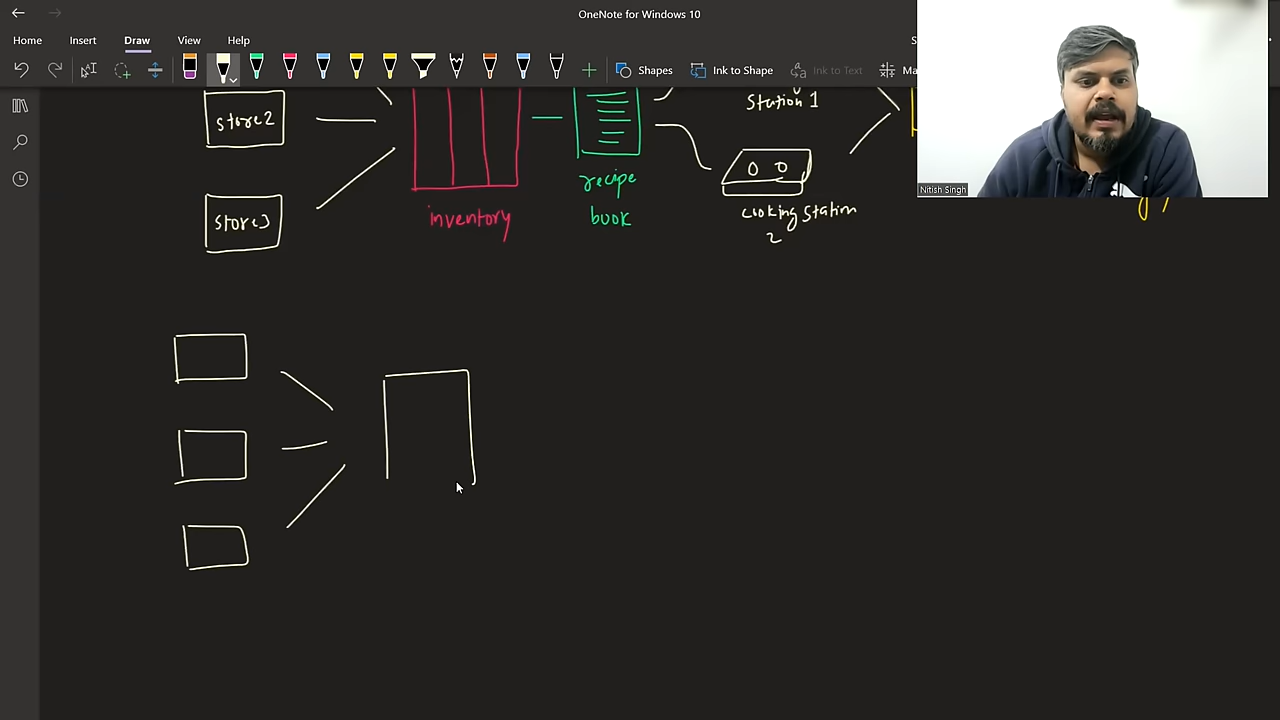 OneNote for Windows 10
Home Insert Draw View Help
Shapes Ink to Shape Ink to Text Ma
Nitish Singh
store2
station 1
recipe
book
inventory
cooking station
2
store3